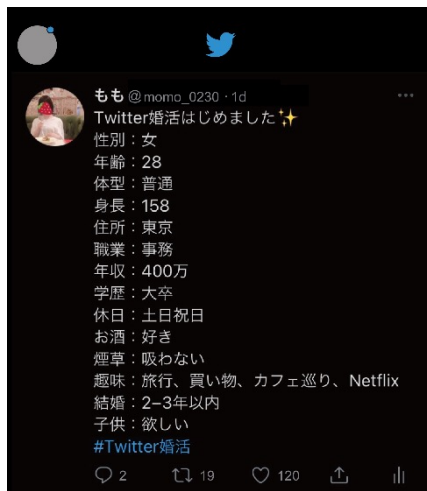 もも @momo_0230・1d
Twitter婚活はじめました✨
性別：女
年齢：28
体型：普通
身長：158
住所：東京
職業：事務
年収：400万
学歴：大卒
休日：土日祝日
お酒：好き
煙草：吸わない
趣味：旅行、買い物、カフェ巡り、Netflix
結婚：2−3年以内
子供：欲しい
#Twitter婚活
2 19 120